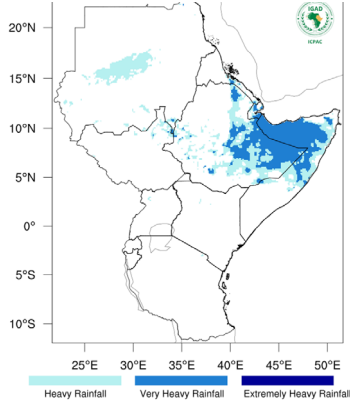 IGAD
ICPAC
20°N
15°N
10°N
5°N
0°
5°S
10°S
25°E 30°E 35°E 40°E 45°E 50°E
Heavy Rainfall Very Heavy Rainfall Extremely Heavy Rainfall